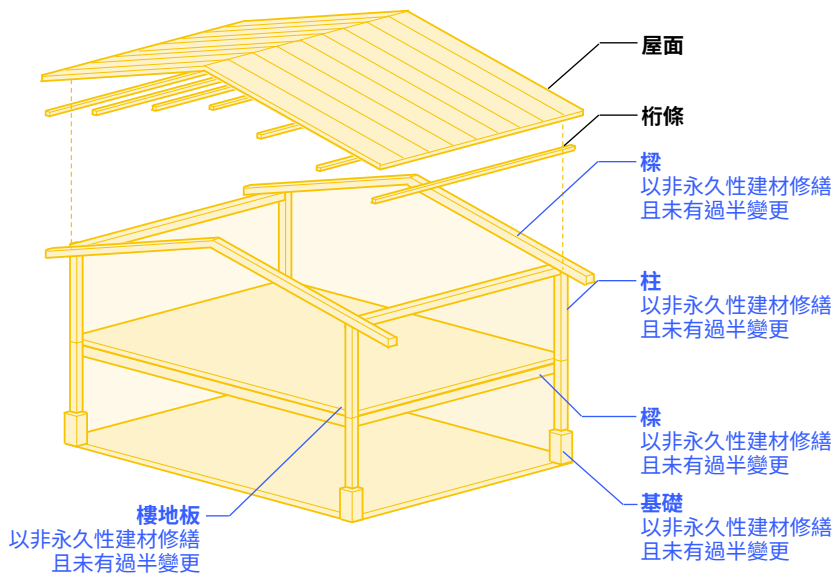 屋面
桁條
樑
以非永久性建材修繕
且未有過半變更
柱
以非永久性建材修繕
且未有過半變更
樑
以非永久性建材修繕
且未有過半變更
基礎
以非永久性建材修繕
且未有過半變更
樓地板
以非永久性建材修繕
且未有過半變更